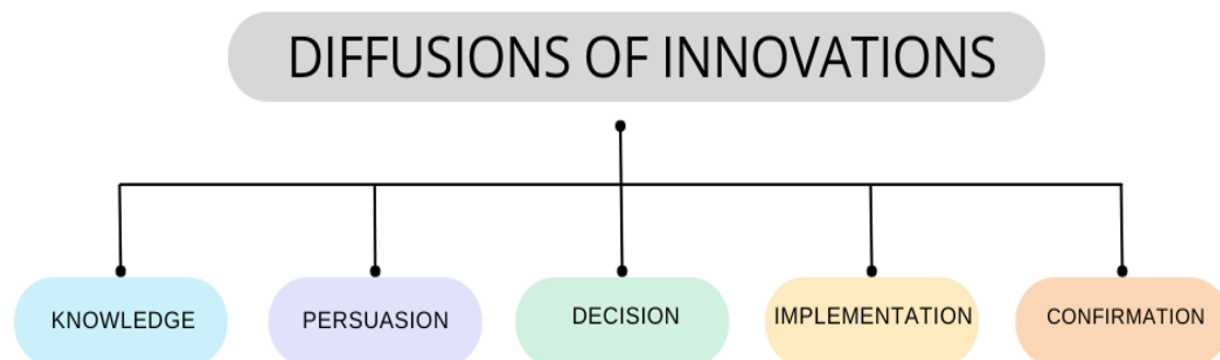 DIFFUSIONS OF INNOVATIONS
KNOWLEDGE
PERSUASION
DECISION
IMPLEMENTATION
CONFIRMATION